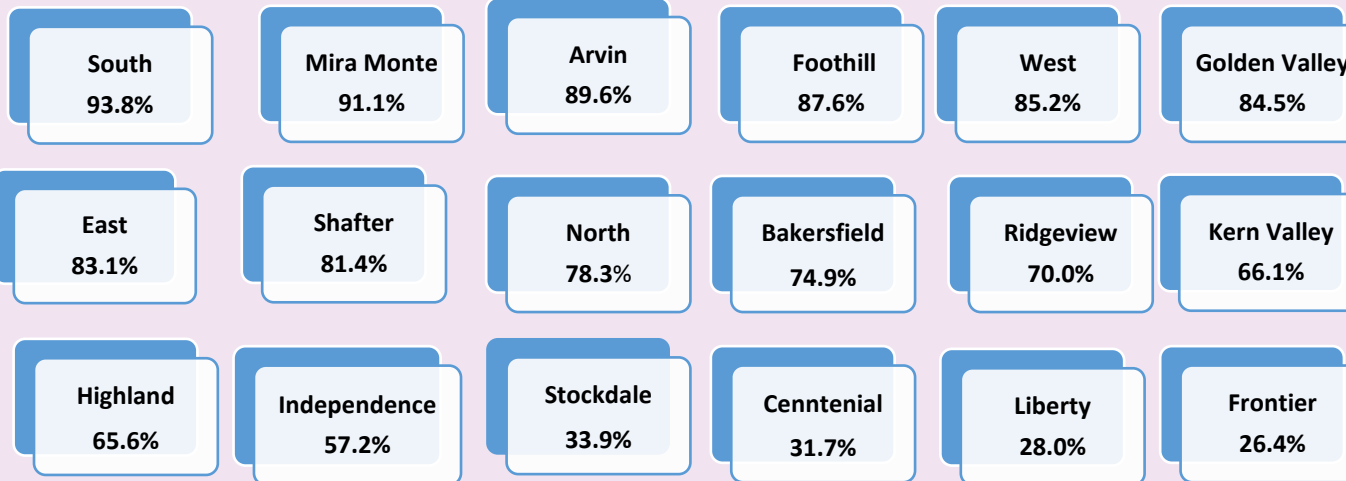 South
93.8%
Mira Monte
91.1%
Arvin
89.6%
Foothill
87.6%
West
85.2%
Golden Valley
84.5%
East
83.1%
Shafter
81.4%
North
78.3%
Bakersfield
74.9%
Ridgeview
70.0%
Kern Valley
66.1%
Highland
65.6%
Independence
57.2%
Stockdale
33.9%
Cenntenial
31.7%
Liberty
28.0%
Frontier
26.4%